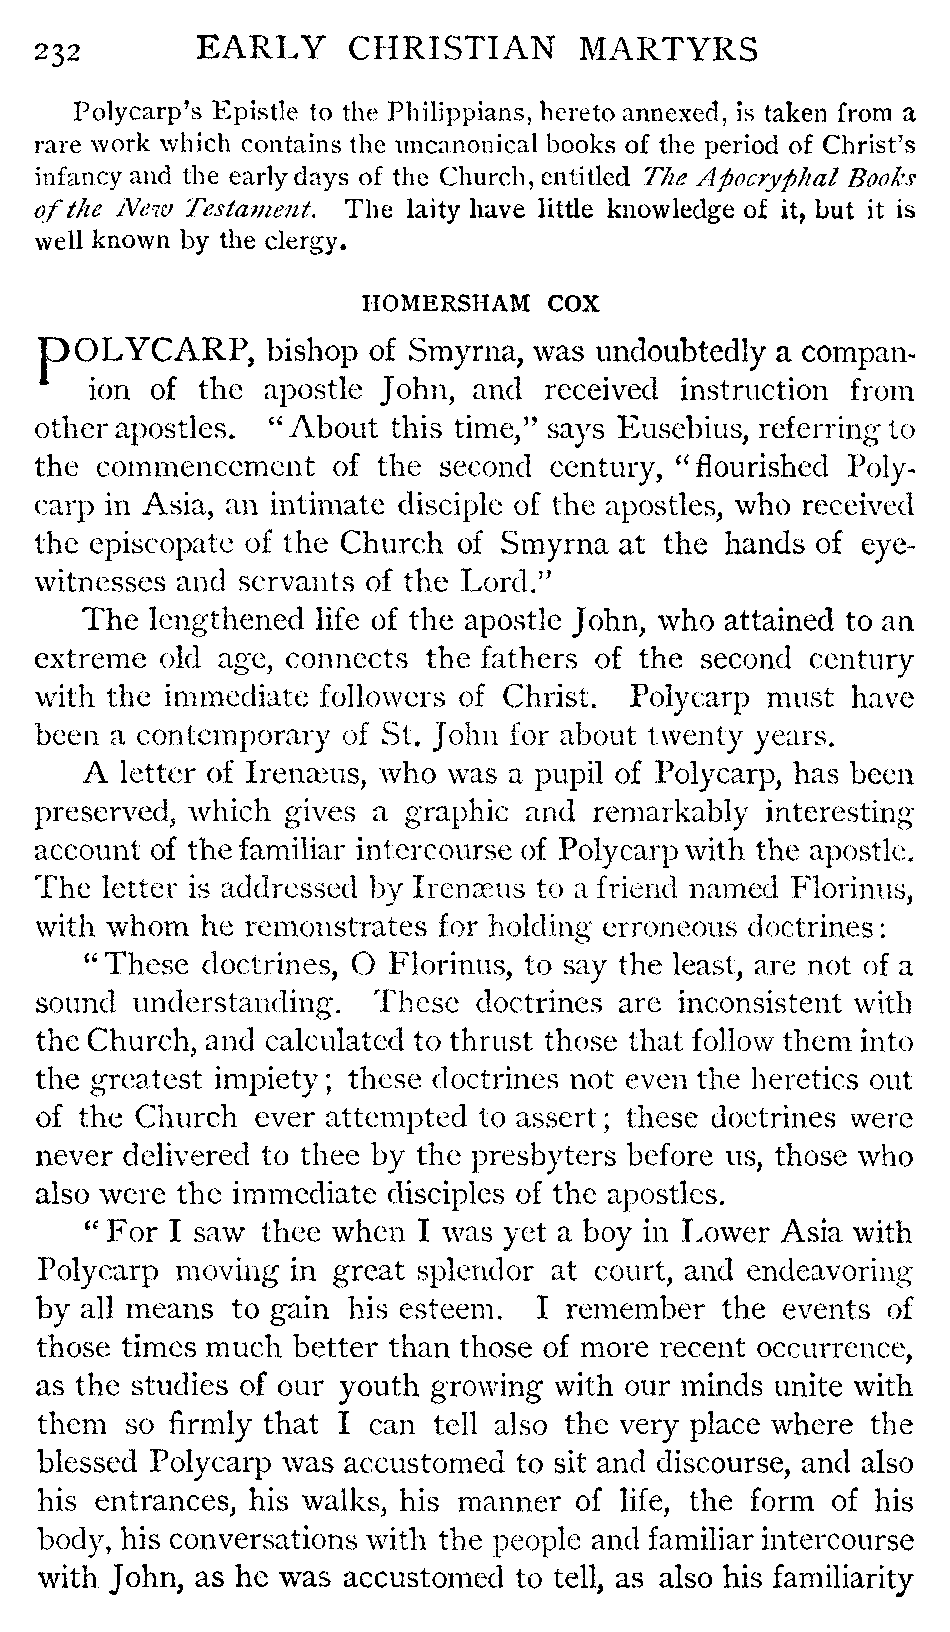 232 EARLY CHRISTIAN MARTYRS
Polycarp's Epistle to the Philippians, hereto annexed, is taken from a
rare work which contains the uncanonical books of the period of Christ's
infancy and the early days of the Church, entitled The Apocryphal Books
of the New Testament. The laity have little knowledge of it, but it is
well known by the clergy.
HOMERSHAM COX
POLYCARP, bishop of Smyrna, was undoubtedly a compan-
ion of the apostle John, and received instruction from
other apostles. "About this time," says Eusebius, referring to
the commencement of the second century, "flourished Poly-
carp in Asia, an intimate disciple of the apostles, who received
the episcopate of the Church of Smyrna at the hands of eye-
witnesses and servants of the Lord."
The lengthened life of the apostle John, who attained to an
extreme old age, connects the fathers of the second century
with the immediate followers of Christ. Polycarp must have
been a contemporary of St. John for about twenty years.
A letter of Irenæus, who was a pupil of Polycarp, has been
preserved, which gives a graphic and remarkably interesting
account of the familiar intercourse of Polycarp with the apostle.
The letter is addressed by Irenæus to a friend named Florinus,
with whom he remonstrates for holding erroneous doctrines:
"These doctrines, O Florinus, to say the least, are not of a
sound understanding. These doctrines are inconsistent with
the Church, and calculated to thrust those that follow them into
the greatest impiety; these doctrines not even the heretics out
of the Church ever attempted to assert; these doctrines were
never delivered to thee by the presbyters before us, those who
also were the immediate disciples of the apostles.
"For I saw thee when I was yet a boy in Lower Asia with
Polycarp moving in great splendor at court, and endeavoring
by all means to gain his esteem. I remember the events of
those times much better than those of more recent occurrence,
as the studies of our youth growing with our minds unite with
them so firmly that I can tell also the very place where the
blessed Polycarp was accustomed to sit and discourse, and also
his entrances, his walks, his manner of life, the form of his
body, his conversations with the people and familiar intercourse
with John, as he was accustomed to tell, as also his familiarity